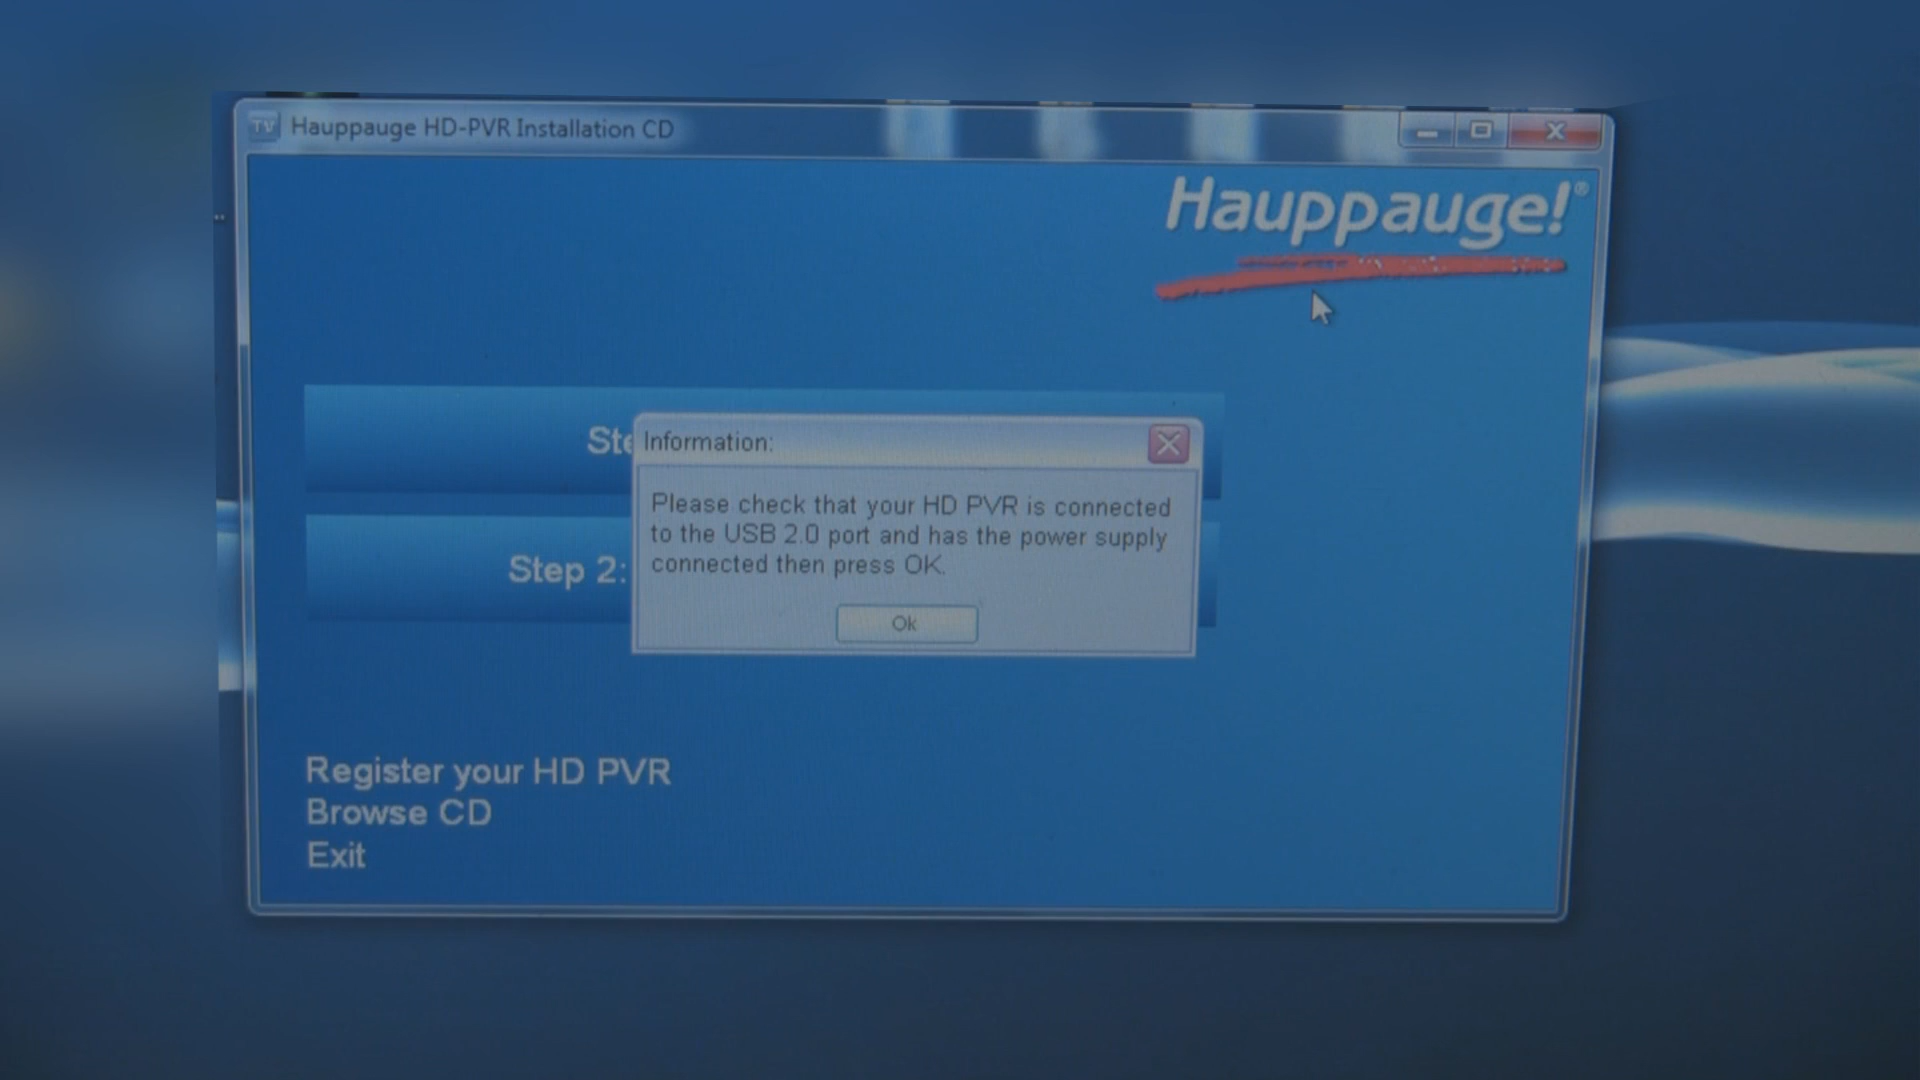 TV
Hauppauge HD-PVR Installation CD
Hauppauge!®
Information:
Please check that your HD PVR is connected
to the USB 2.0 port and has the power supply
connected then press OK.
Ok
Step 2:
Register your HD PVR
Browse CD
Exit